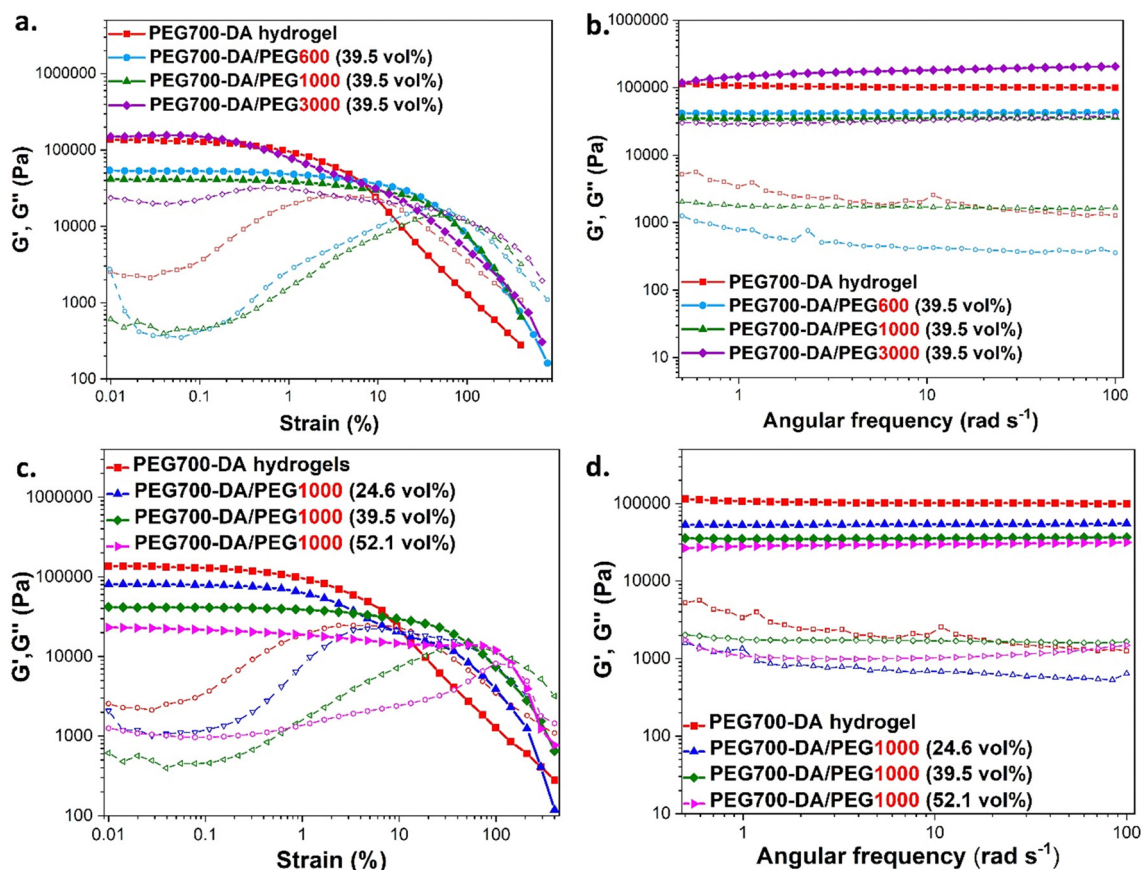 a.
PEG700-DA hydrogel
PEG700-DA/PEG600 (39.5 vol%)
PEG700-DA/PEG1000 (39.5 vol%)
PEG700-DA/PEG3000 (39.5 vol%)
1000000
100000
10000
1000
100
G', G'' (Pa)
0.01
0.1
1
10
100
Strain (%)
b.
1000000
100000
10000
1000
100
10
G', G'' (Pa)
PEG700-DA hydrogel
PEG700-DA/PEG600 (39.5 vol%)
PEG700-DA/PEG1000 (39.5 vol%)
PEG700-DA/PEG3000 (39.5 vol%)
1
10
100
Angular frequency (rad s⁻¹)
c.
PEG700-DA hydrogels
PEG700-DA/PEG1000 (24.6 vol%)
PEG700-DA/PEG1000 (39.5 vol%)
PEG700-DA/PEG1000 (52.1 vol%)
1000000
100000
10000
1000
100
G', G'' (Pa)
0.01
0.1
1
10
100
Strain (%)
d.
100000
10000
1000
100
10
G', G'' (Pa)
PEG700-DA hydrogel
PEG700-DA/PEG1000 (24.6 vol%)
PEG700-DA/PEG1000 (39.5 vol%)
PEG700-DA/PEG1000 (52.1 vol%)
1
10
100
Angular frequency (rad s⁻¹)